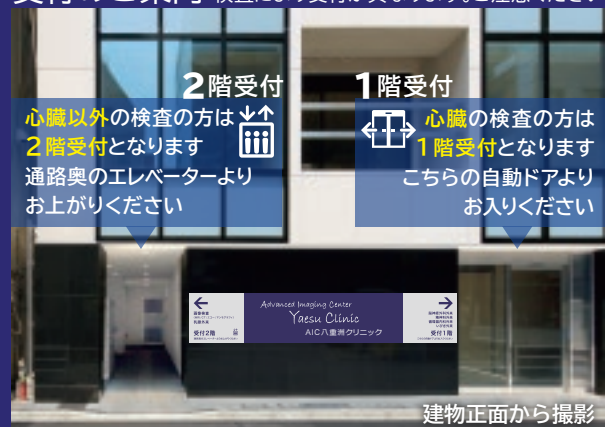 2階受付
心臓以外の検査の方は
2階受付となります
通路奥のエレベーターより
お上がりください
1階受付
心臓の検査の方は
1階受付となります
こちらの自動ドアより
お入りください
←
画像検査
受付2階
Advanced Imaging Center
Yaesu Clinic
AIC八重洲クリニック
→
受付1階
建物正面から撮影